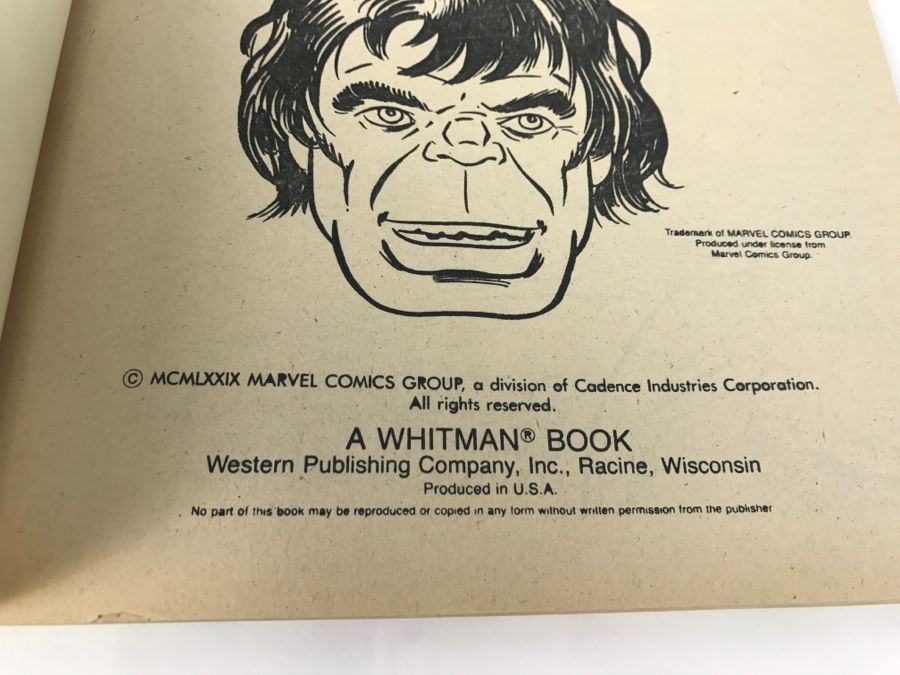 Trademark of MARVEL COMICS GROUP.
Produced under license from
Marvel Comics Group.
© MCMLXXIX MARVEL COMICS GROUP, a division of Cadence Industries Corporation.
All rights reserved.
A WHITMAN® BOOK
Western Publishing Company, Inc., Racine, Wisconsin
Produced in U.S.A.
No part of this book may be reproduced or copied in any form without written permission from the publisher